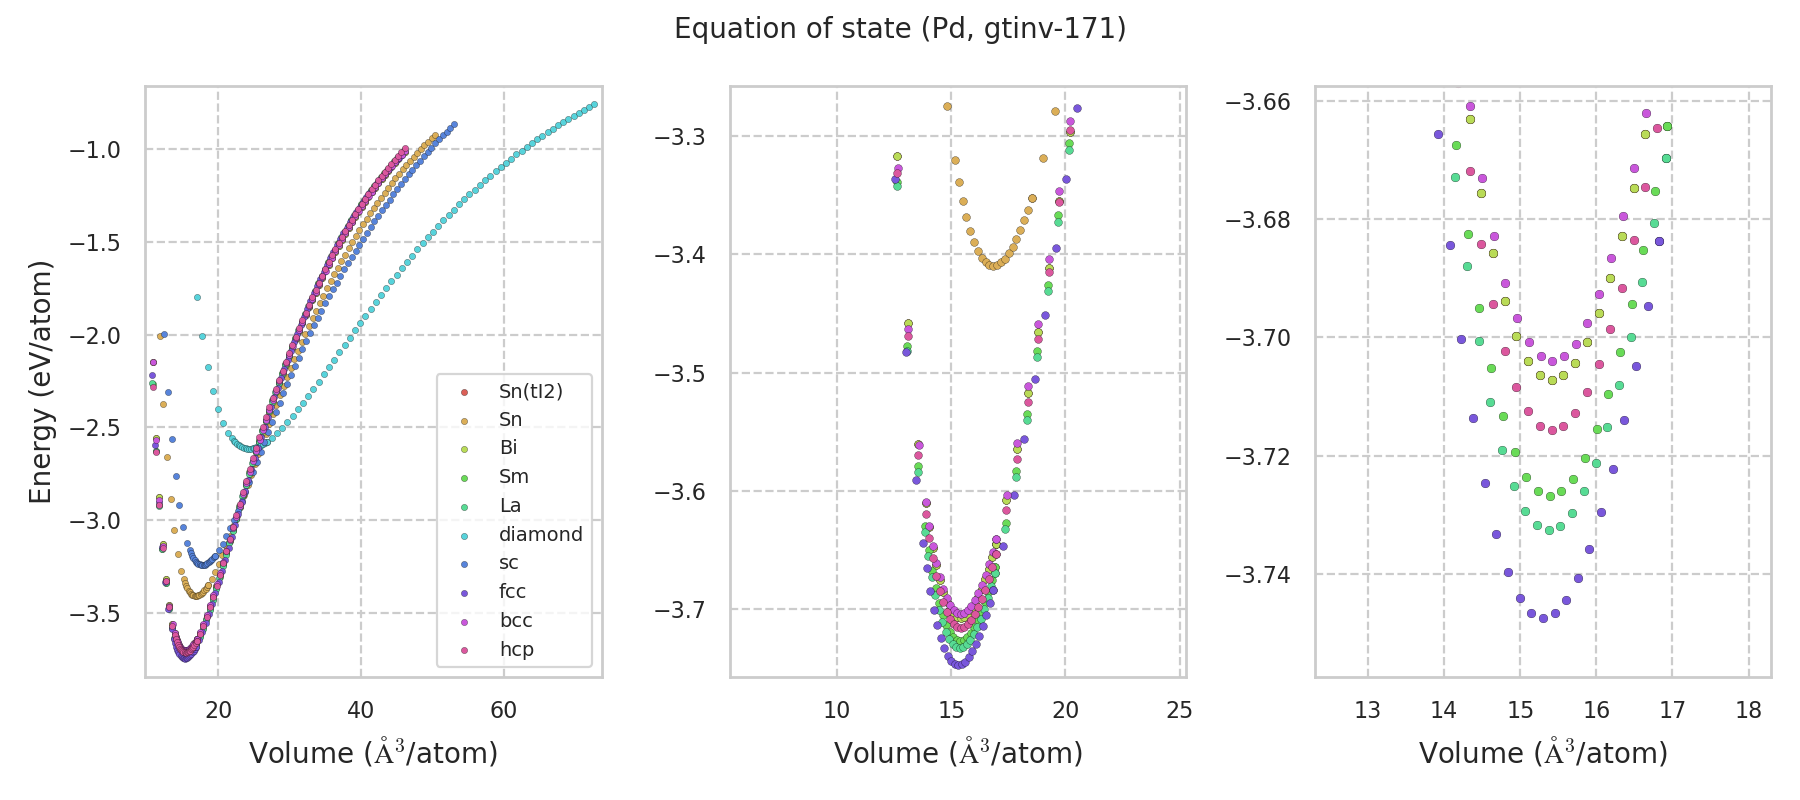 Equation of state (Pd, gtinv-171)
Energy (eV/atom)
−1.0
−1.5
−2.0
−2.5
−3.0
−3.5
20
40
60
Volume (Å³/atom)
Sn(tI2)
Sn
Bi
Sm
La
diamond
sc
fcc
bcc
hcp
−3.3
−3.4
−3.5
−3.6
−3.7
10
15
20
25
Volume (Å³/atom)
−3.66
−3.68
−3.70
−3.72
−3.74
13
14
15
16
17
18
Volume (Å³/atom)